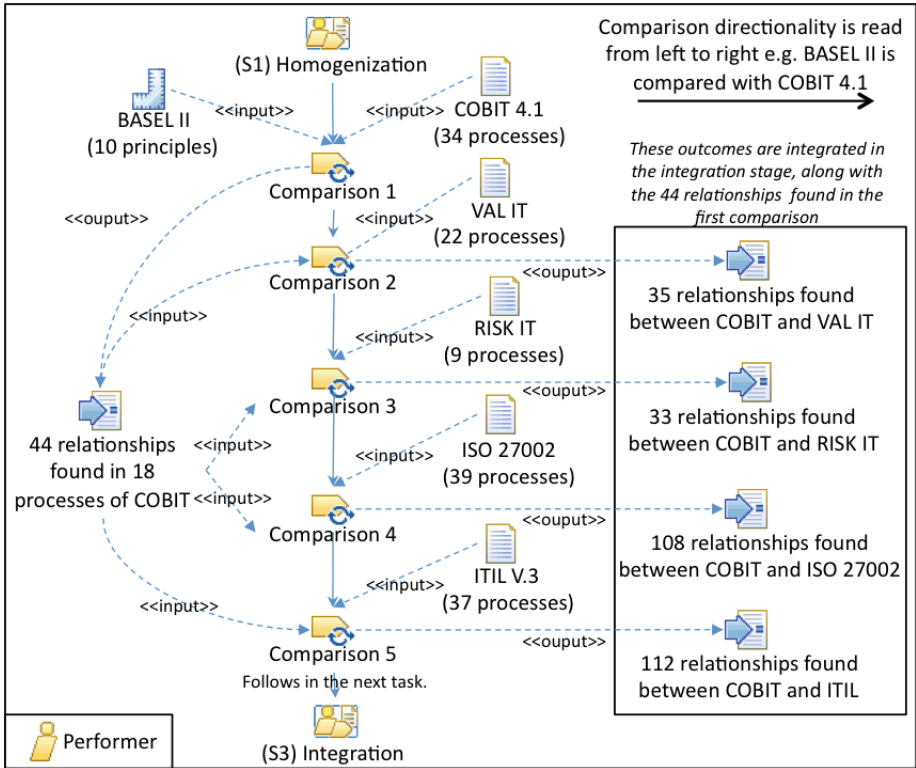 (S1) Homogenization
Comparison directionality is read
from left to right e.g. BASEL II is
compared with COBIT 4.1
BASEL II
(10 principles)
<<input>>
<<input>>
COBIT 4.1
(34 processes)
These outcomes are integrated in
the integration stage, along with
the 44 relationships found in the
first comparison
Comparison 1
<<ouput>>
<<input>>
VAL IT
(22 processes)
Comparison 2
<<ouput>>
35 relationships found
between COBIT and VAL IT
<<input>>
<<input>>
RISK IT
(9 processes)
Comparison 3
<<ouput>>
33 relationships found
between COBIT and RISK IT
44 relationships
found in 18
processes of COBIT
<<input>>
<<input>>
<<input>>
ISO 27002
(39 processes)
Comparison 4
<<ouput>>
108 relationships found
between COBIT and ISO 27002
<<input>>
<<input>>
ITIL V.3
(37 processes)
Comparison 5
<<ouput>>
112 relationships found
between COBIT and ITIL
Follows in the next task.
Performer
(S3) Integration